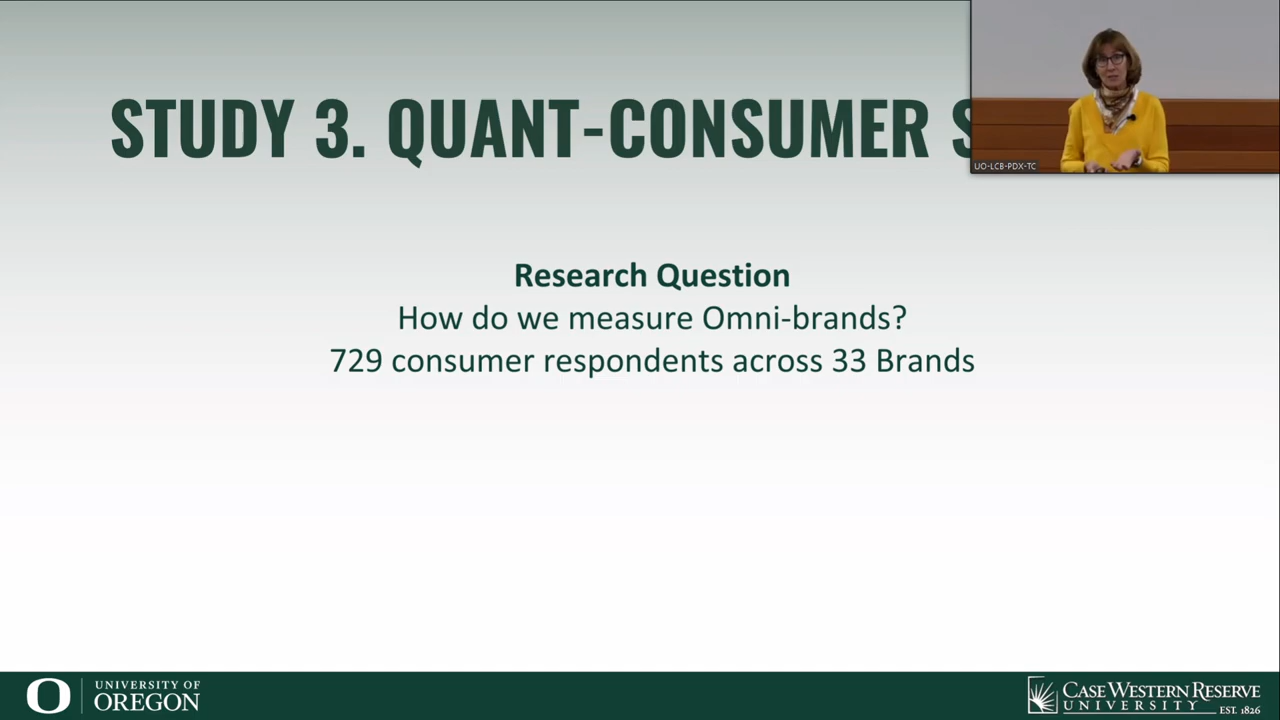 STUDY 3. QUANT-CONSUMER S
UO-LCB-PDX-TC
Research Question
How do we measure Omni-brands?
729 consumer respondents across 33 Brands
O
UNIVERSITY OF
OREGON
CASE WESTERN RESERVE
UNIVERSITY
EST. 1826